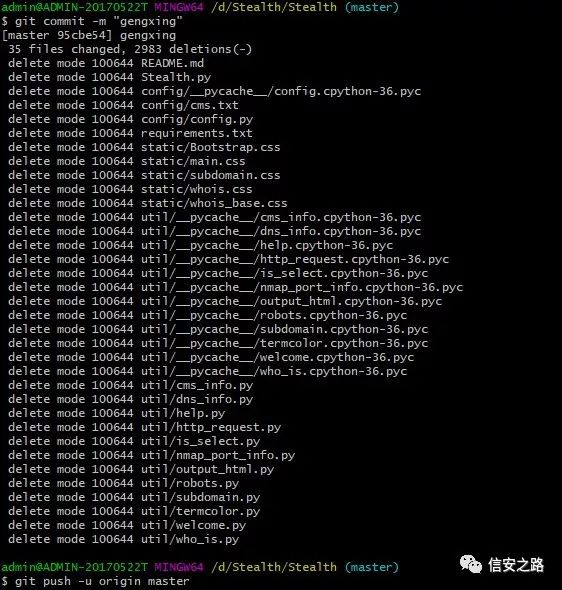 admin@ADMIN-20170522T MINGW64 /d/Stealth/Stealth (master)
$ git commit -m "gengxing"
[master 95cbe54] gengxing
 35 files changed, 2983 deletions(-)
 delete mode 100644 README.md
 delete mode 100644 Stealth.py
 delete mode 100644 config/__pycache__/config.cpython-36.pyc
 delete mode 100644 config/cms.txt
 delete mode 100644 config/config.py
 delete mode 100644 requirements.txt
 delete mode 100644 static/Bootstrap.css
 delete mode 100644 static/main.css
 delete mode 100644 static/subdomain.css
 delete mode 100644 static/whois.css
 delete mode 100644 static/whois_base.css
 delete mode 100644 util/__pycache__/cms_info.cpython-36.pyc
 delete mode 100644 util/__pycache__/dns_info.cpython-36.pyc
 delete mode 100644 util/__pycache__/help.cpython-36.pyc
 delete mode 100644 util/__pycache__/http_request.cpython-36.pyc
 delete mode 100644 util/__pycache__/is_select.cpython-36.pyc
 delete mode 100644 util/__pycache__/nmap_port_info.cpython-36.pyc
 delete mode 100644 util/__pycache__/output_html.cpython-36.pyc
 delete mode 100644 util/__pycache__/robots.cpython-36.pyc
 delete mode 100644 util/__pycache__/subdomain.cpython-36.pyc
 delete mode 100644 util/__pycache__/termcolor.cpython-36.pyc
 delete mode 100644 util/__pycache__/welcome.cpython-36.pyc
 delete mode 100644 util/__pycache__/who_is.cpython-36.pyc
 delete mode 100644 util/cms_info.py
 delete mode 100644 util/dns_info.py
 delete mode 100644 util/help.py
 delete mode 100644 util/http_request.py
 delete mode 100644 util/is_select.py
 delete mode 100644 util/nmap_port_info.py
 delete mode 100644 util/output_html.py
 delete mode 100644 util/robots.py
 delete mode 100644 util/subdomain.py
 delete mode 100644 util/termcolor.py
 delete mode 100644 util/welcome.py
 delete mode 100644 util/who_is.py
admin@ADMIN-20170522T MINGW64 /d/Stealth/Stealth (master)
$ git push -u origin master
信安之路